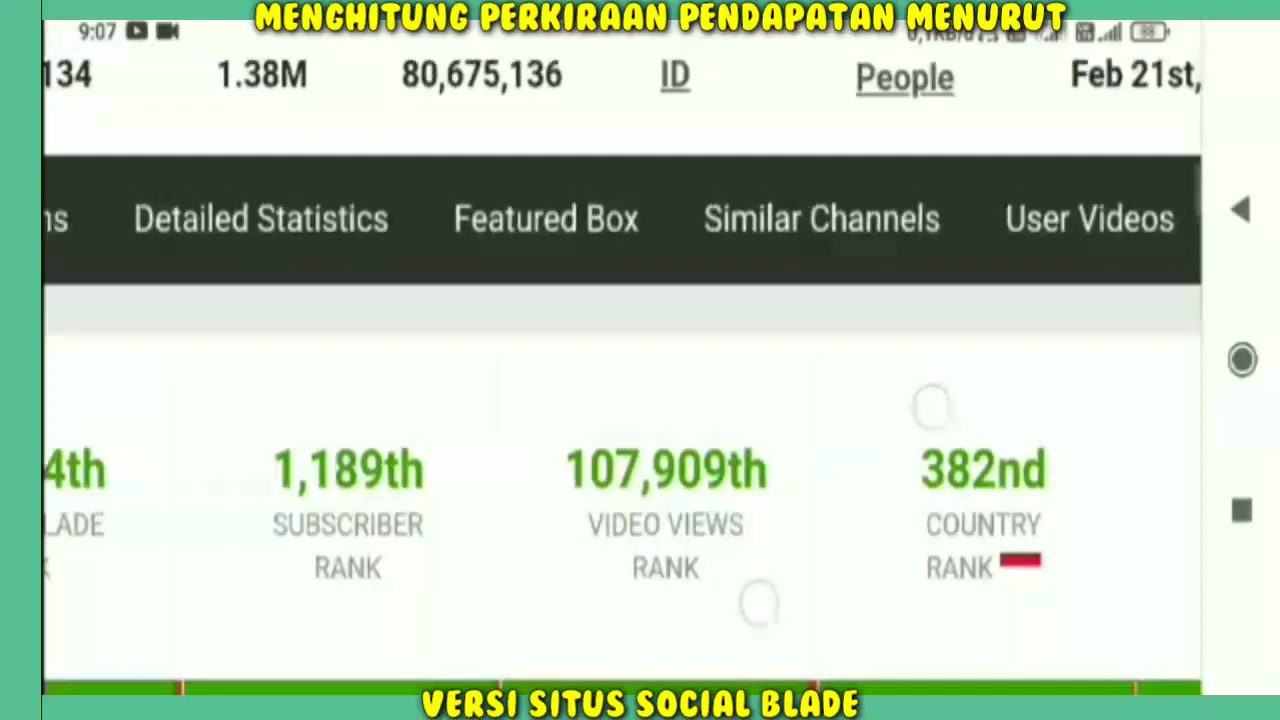 MENGHITUNG PERKIRAAN PENDAPATAN MENURUT
9:07
134 1.38M 80,675,136 ID People Feb 21st,
ns Detailed Statistics Featured Box Similar Channels User Videos
4th 1,189th 107,909th 382nd
LADE SUBSCRIBER VIDEO VIEWS COUNTRY
RANK RANK RANK
VERSI SITUS SOCIAL BLADE